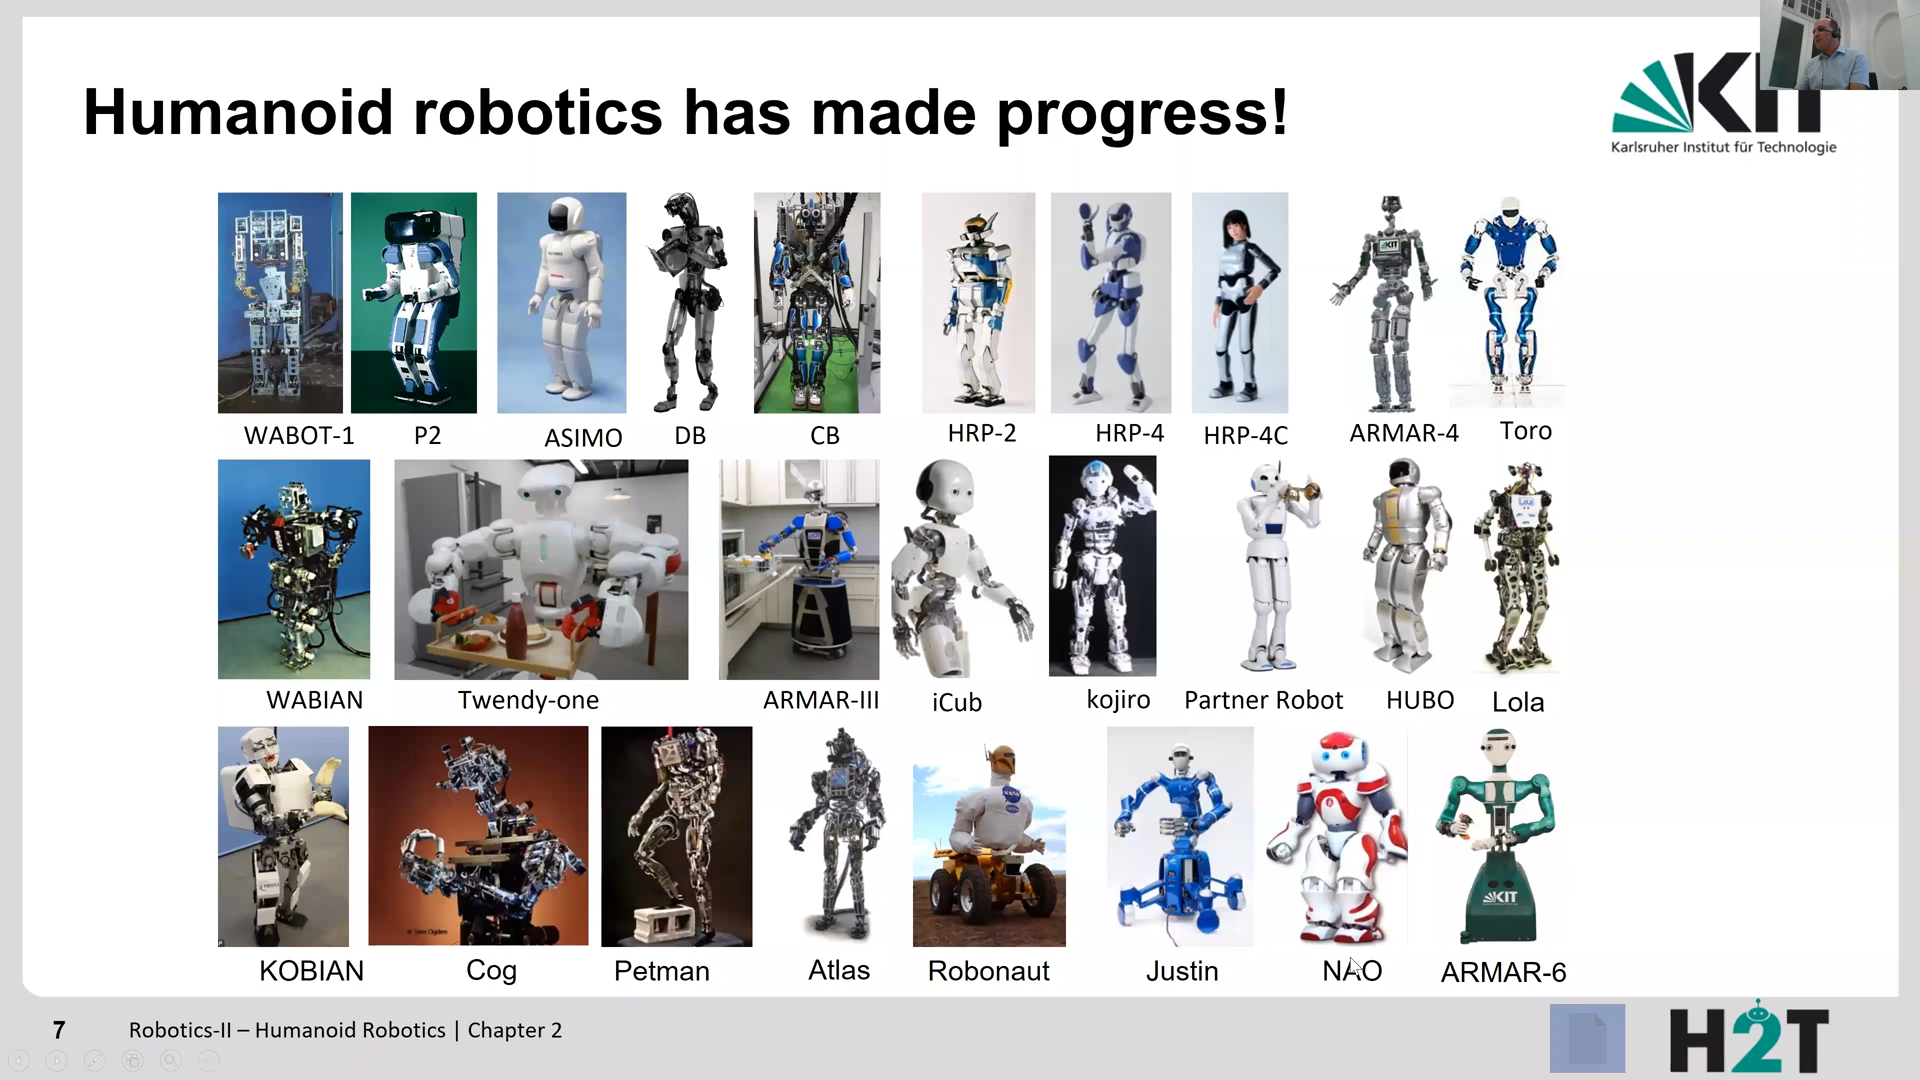 Humanoid robotics has made progress!
KIT
Karlsruher Institut für Technologie
WABOT-1 P2 ASIMO DB CB HRP-2 HRP-4 HRP-4C ARMAR-4 Toro
WABIAN Twendy-one ARMAR-III iCub kojiro Partner Robot HUBO Lola
KOBIAN Cog Petman Atlas Robonaut Justin NAO ARMAR-6
7 Robotics-II – Humanoid Robotics | Chapter 2
H2T